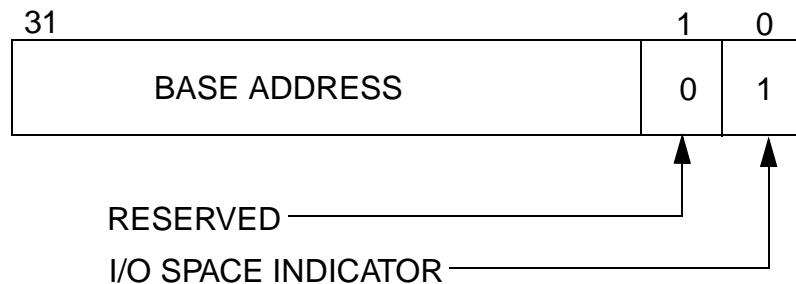 31 1 0
BASE ADDRESS 0 1
RESERVED
I/O SPACE INDICATOR